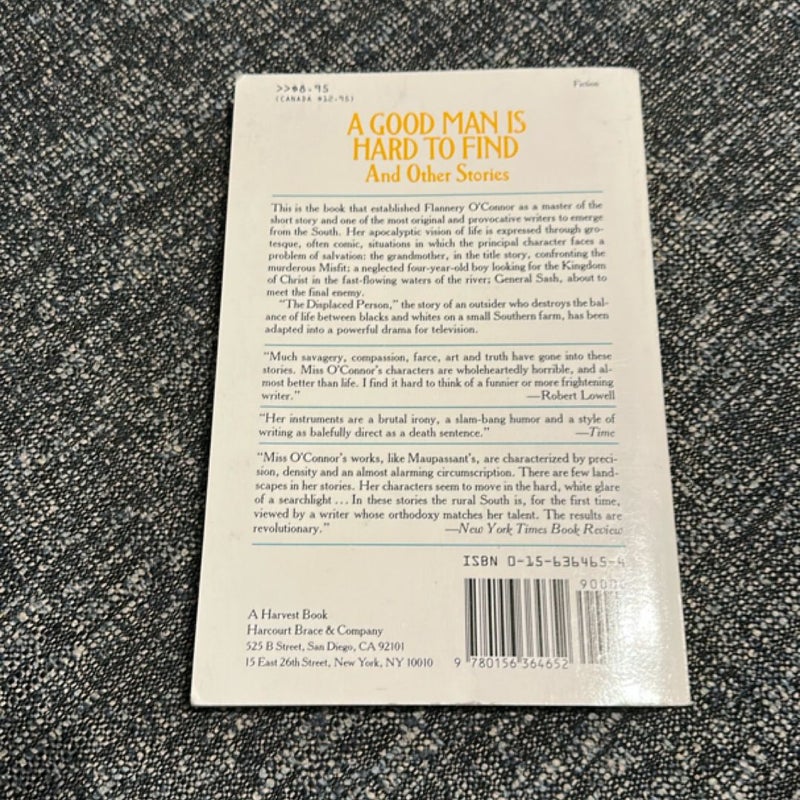 >>$8.95
(CANADA $12.95)
Fiction
A GOOD MAN IS
HARD TO FIND
And Other Stories
This is the book that established Flannery O'Connor as a master of the
short story and one of the most original and provocative writers to emerge
from the South. Her apocalyptic vision of life is expressed through gro-
tesque, often comic, situations in which the principal character faces a
problem of salvation: the grandmother, in the title story, confronting the
murderous Misfit; a neglected four-year-old boy looking for the Kingdom
of Christ in the fast-flowing waters of the river; General Sash, about to
meet the final enemy.
"The Displaced Person," the story of an outsider who destroys the bal-
ance of life between blacks and whites on a small Southern farm, has been
adapted into a powerful drama for television.
"Much savagery, compassion, farce, art and truth have gone into these
stories. Miss O'Connor's characters are wholeheartedly horrible, and al-
most better than life. I find it hard to think of a funnier or more frightening
writer." —Robert Lowell
"Her instruments are a brutal irony, a slam-bang humor and a style of
writing as balefully direct as a death sentence." —Time
"Miss O'Connor's works, like Maupassant's, are characterized by preci-
sion, density and an almost alarming circumscription. There are few land-
scapes in her stories. Her characters seem to move in the hard, white glare
of a searchlight ... In these stories the rural South is, for the first time,
viewed by a writer whose orthodoxy matches her talent. The results are
revolutionary." —New York Times Book Review
ISBN 0-15-636465-4
A Harvest Book
Harcourt Brace & Company
525 B Street, San Diego, CA 92101
15 East 26th Street, New York, NY 10010
9 780156 364652